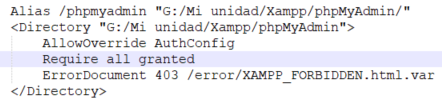 Alias /phpmyadmin "G:/Mi unidad/Xampp/phpMyAdmin/"
<Directory "G:/Mi unidad/Xampp/phpMyAdmin">
    AllowOverride AuthConfig
    Require all granted
    ErrorDocument 403 /error/XAMPP_FORBIDDEN.html.var
</Directory>